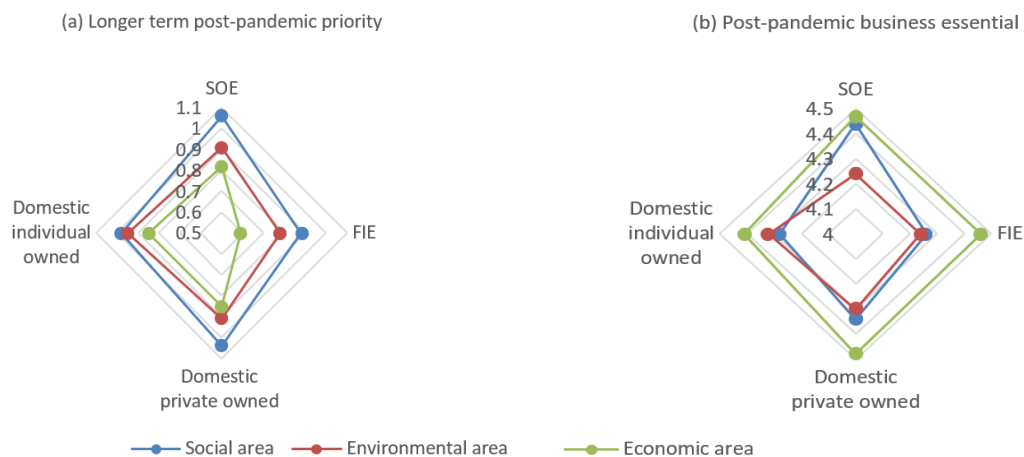 (a) Longer term post-pandemic priority
SOE
1.1
1
0.9
0.8
0.7
0.6
0.5
Domestic
individual
owned
FIE
Domestic
private owned
(b) Post-pandemic business essential
SOE
4.5
4.4
4.3
4.2
4.1
4
Domestic
individual
owned
FIE
Domestic
private owned
Social area
Environmental area
Economic area